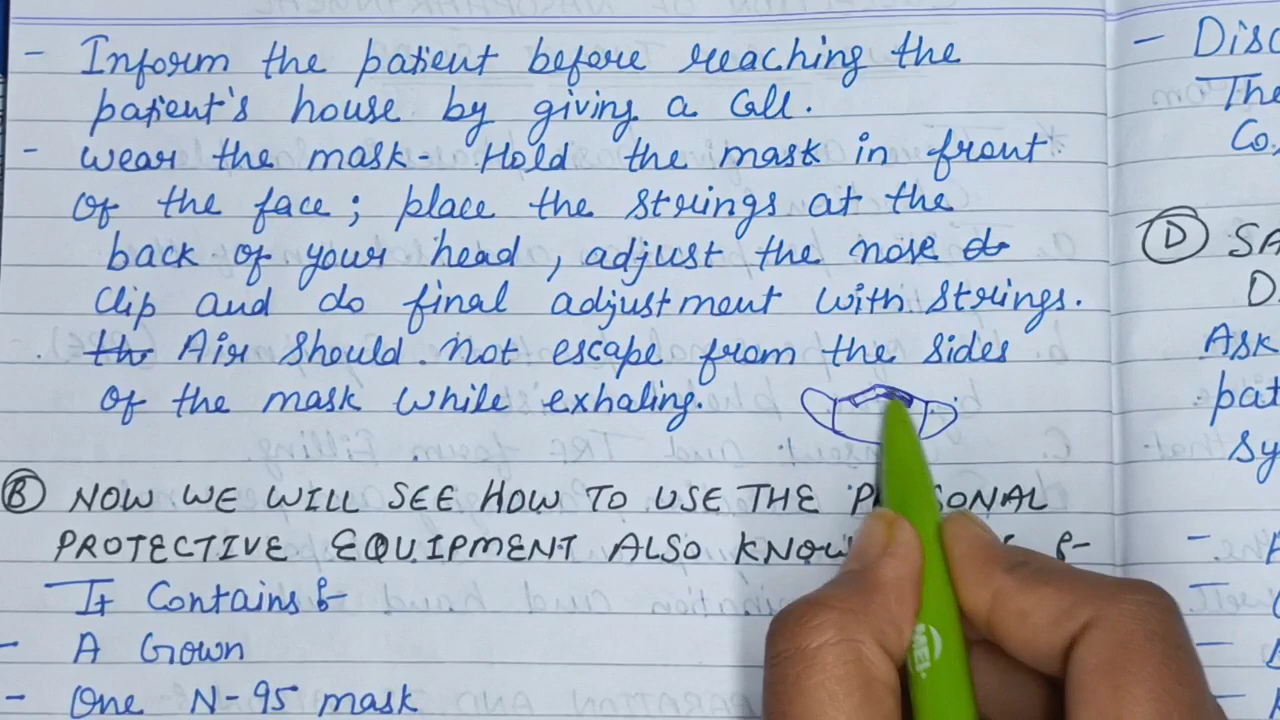 - Inform the patient before reaching the
patient's house by giving a Call.
- Wear the mask- Hold the mask in front
of the face; place the strings at the
back of your head, adjust the nose
Clip and do final adjustment with strings.
Air Should not escape from the sides
of the mask while exhaling.
(B) NOW WE WILL SEE HOW TO USE THE
PROTECTIVE EQUIPMENT ALSO
It Contains :-
- A Gown
- One N-95 mask
- Disc
The
Co.
(D) SA
D.
Ask
pat
Sy